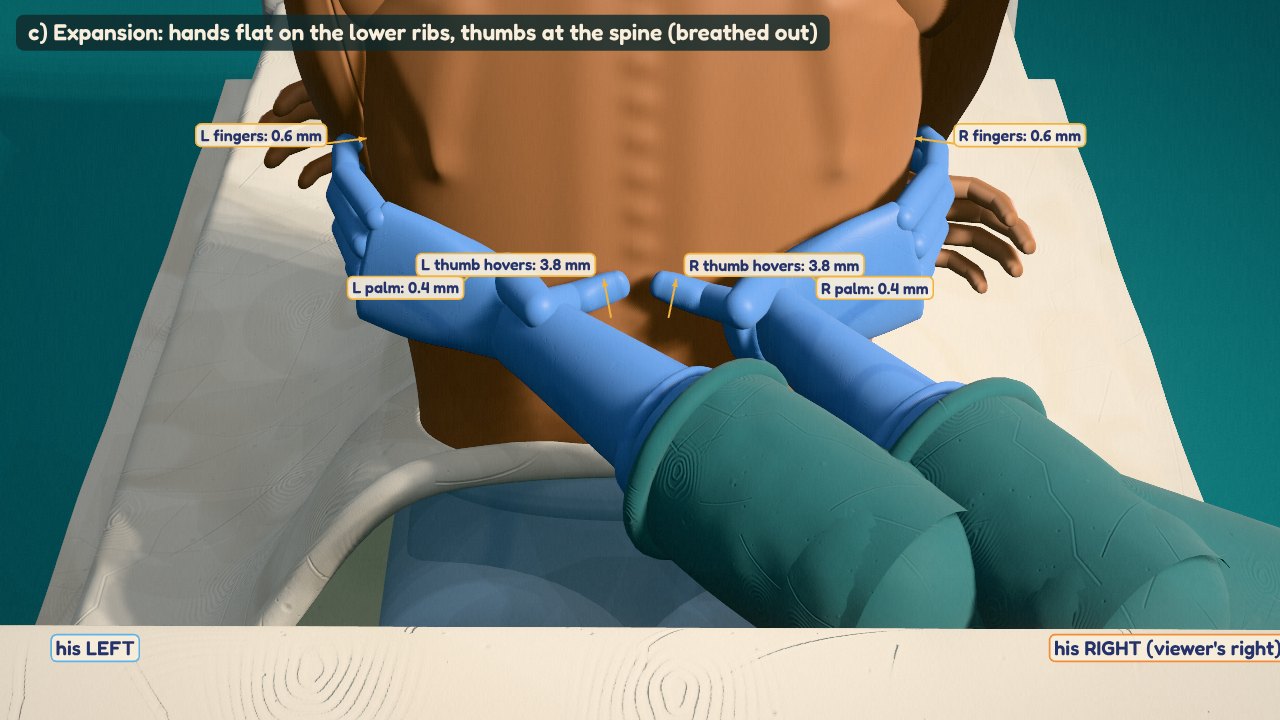 c) Expansion: hands flat on the lower ribs, thumbs at the spine (breathed out)
L fingers: 0.6 mm
R fingers: 0.6 mm
L thumb hovers: 3.8 mm
R thumb hovers: 3.8 mm
L palm: 0.4 mm
R palm: 0.4 mm
his LEFT
his RIGHT (viewer's right)